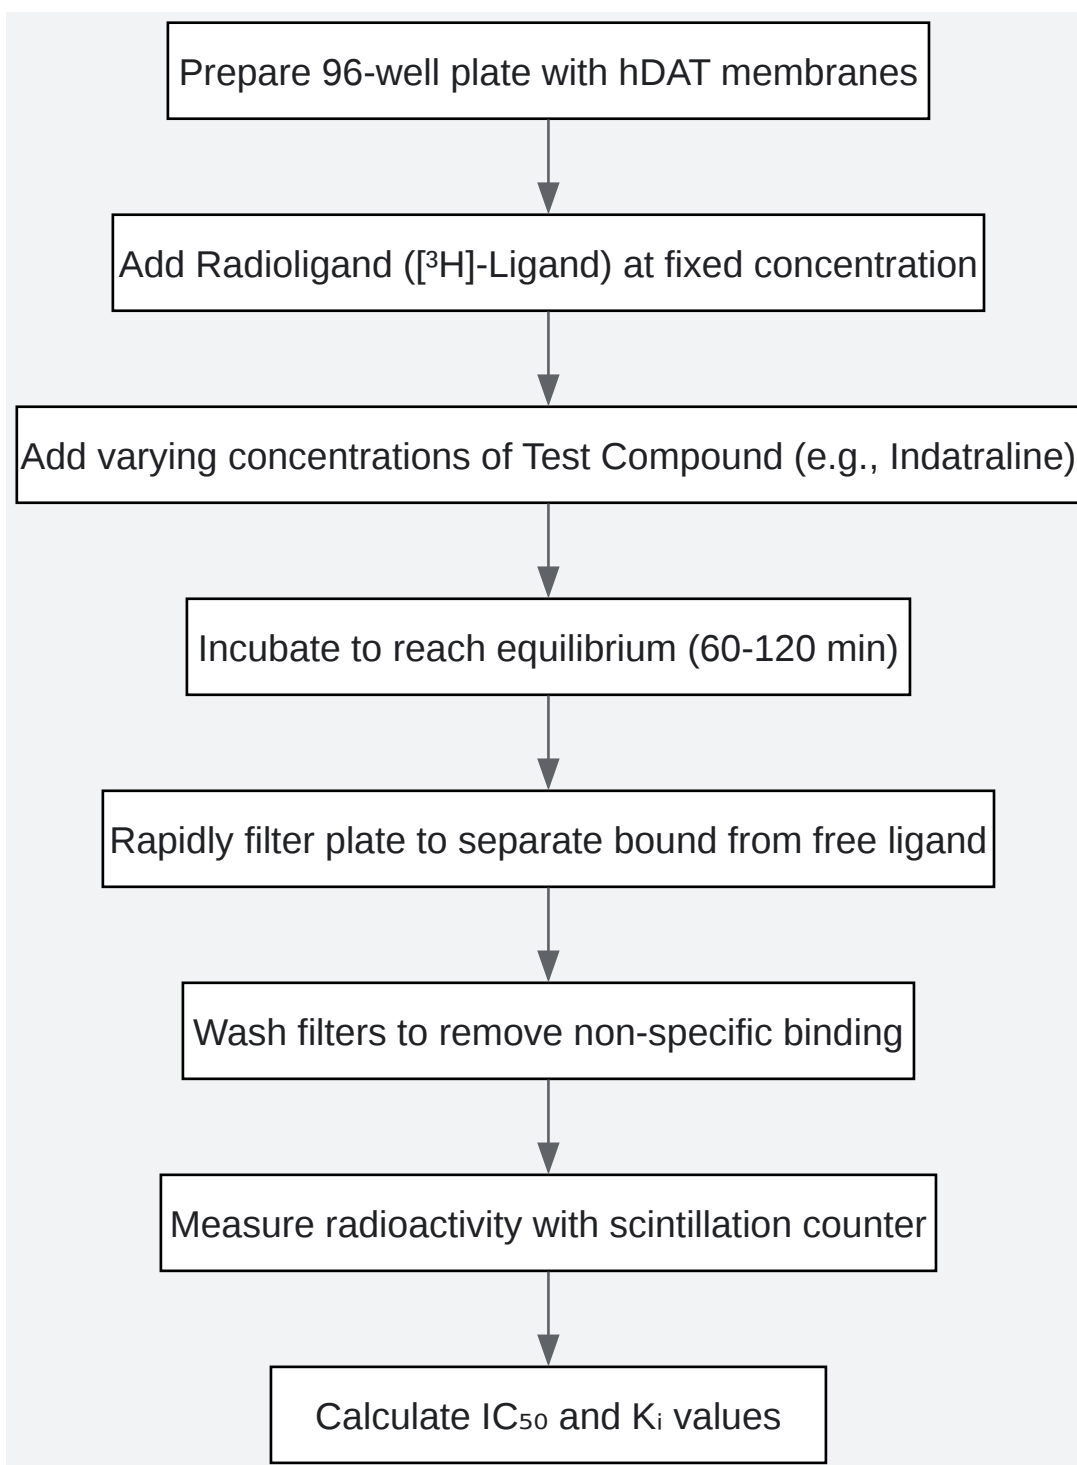 Prepare 96-well plate with hDAT membranes
Add Radioligand ([³H]-Ligand) at fixed concentration
Add varying concentrations of Test Compound (e.g., Indatraline)
Incubate to reach equilibrium (60-120 min)
Rapidly filter plate to separate bound from free ligand
Wash filters to remove non-specific binding
Measure radioactivity with scintillation counter
Calculate IC₅₀ and Kᵢ values